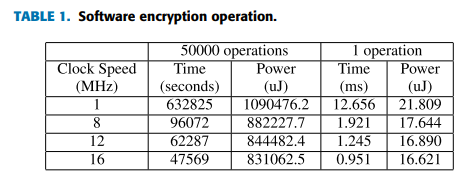 TABLE 1. Software encryption operation.
50000 operations 1 operation
Clock Speed Time Power Time Power
(MHz) (seconds) (uJ) (ms) (uJ)
1 632825 1090476.2 12.656 21.809
8 96072 882227.7 1.921 17.644
12 62287 844482.4 1.245 16.890
16 47569 831062.5 0.951 16.621